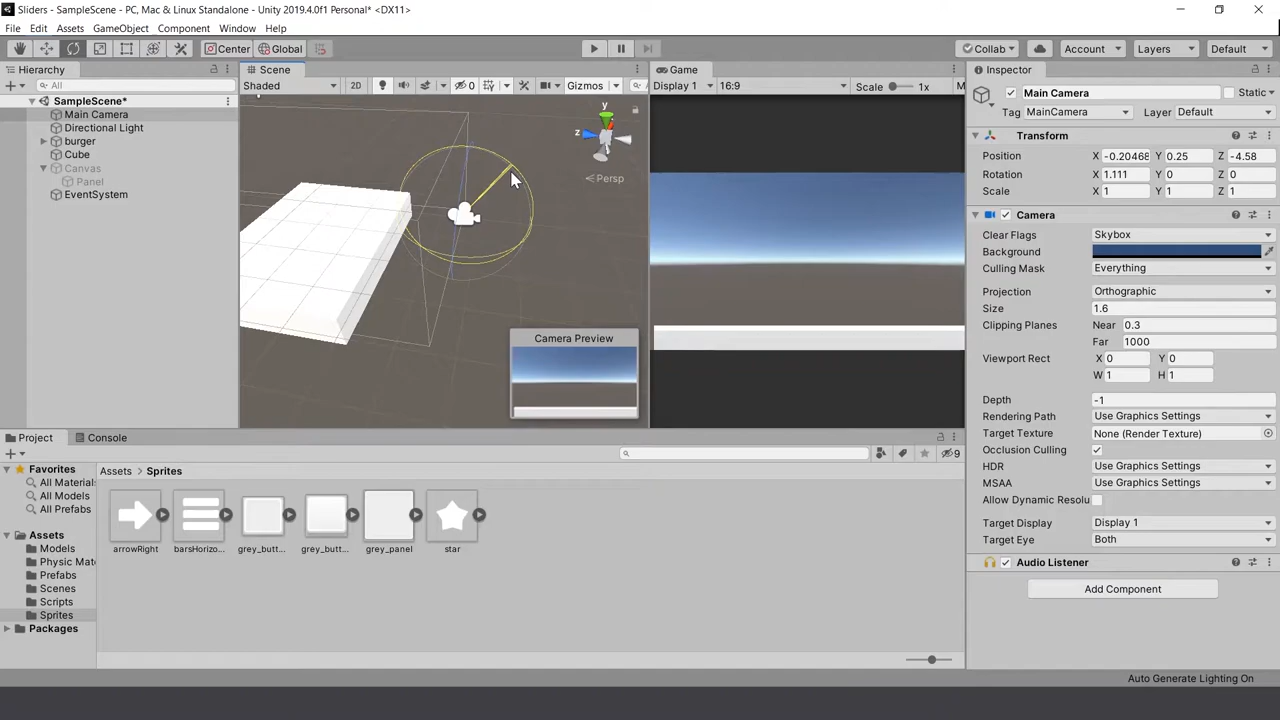 Sliders - SampleScene - PC, Mac & Linux Standalone - Unity 2019.4.0f1 Personal* <DX11>
File Edit Assets GameObject Component Window Help
Center Global Collab Account Layers Default
Hierarchy
All
SampleScene*
Main Camera
Directional Light
burger
Cube
Canvas
Panel
EventSystem
Scene
Shaded 2D 0 Gizmos
y
z
Persp
Camera Preview
Game
Display 1 16:9 Scale 1x M
Inspector
Main Camera Static
Tag MainCamera Layer Default
Transform
Position X -0.20468 Y 0.25 Z -4.58
Rotation X 1.111 Y 0 Z 0
Scale X 1 Y 1 Z 1
Camera
Clear Flags Skybox
Background
Culling Mask Everything
Projection Orthographic
Size 1.6
Clipping Planes Near 0.3
Far 1000
Viewport Rect X 0 Y 0
W 1 H 1
Depth -1
Rendering Path Use Graphics Settings
Target Texture None (Render Texture)
Occlusion Culling
HDR Use Graphics Settings
MSAA Use Graphics Settings
Allow Dynamic Resolu
Target Display Display 1
Target Eye Both
Audio Listener
Add Component
Project Console
9
Favorites
All Material
All Models
All Prefabs
Assets
Models
Physic Mat
Prefabs
Scenes
Scripts
Sprites
Packages
Assets > Sprites
arrowRight barsHorizo... grey_butt... grey_butt... grey_panel star
Auto Generate Lighting On